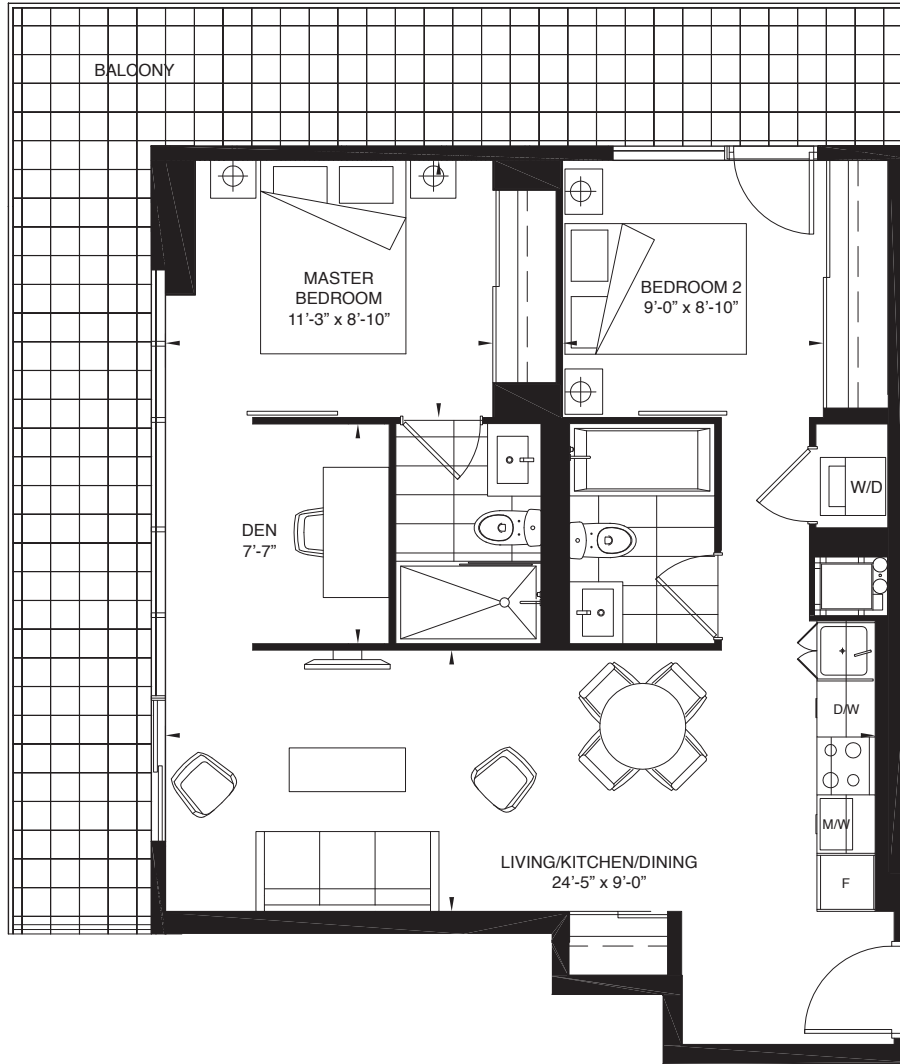 BALCONY
MASTER
BEDROOM
11’-3” x 8’-10”
BEDROOM 2
9’-0” x 8’-10”
W/D
DEN
7’-7”
D/W
M/W
LIVING/KITCHEN/DINING
24’-5” x 9’-0”
F